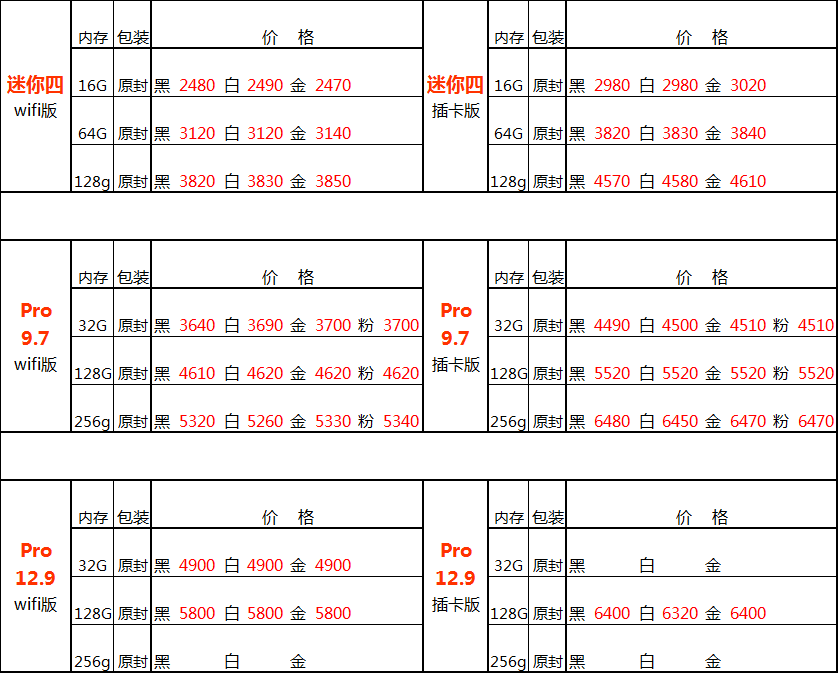 内存 包装 价 格 内存 包装 价 格
迷你四 16G 原封 黑 2480 白 2490 金 2470 迷你四 16G 原封 黑 2980 白 2980 金 3020
wifi版 插卡版
64G 原封 黑 3120 白 3120 金 3140 64G 原封 黑 3820 白 3830 金 3840
128g 原封 黑 3820 白 3830 金 3850 128g 原封 黑 4570 白 4580 金 4610
内存 包装 价 格 内存 包装 价 格
Pro Pro
32G 原封 黑 3640 白 3690 金 3700 粉 3700 32G 原封 黑 4490 白 4500 金 4510 粉 4510
9.7 9.7
wifi版 插卡版
128G 原封 黑 4610 白 4620 金 4620 粉 4620 128G 原封 黑 5520 白 5520 金 5520 粉 5520
256g 原封 黑 5320 白 5260 金 5330 粉 5340 256g 原封 黑 6480 白 6450 金 6470 粉 6470
内存 包装 价 格 内存 包装 价 格
Pro Pro
32G 原封 黑 4900 白 4900 金 4900 32G 原封 黑 白 金
12.9 12.9
wifi版 插卡版
128G 原封 黑 5800 白 5800 金 5800 128G 原封 黑 6400 白 6320 金 6400
256g 原封 黑 白 金 256g 原封 黑 白 金